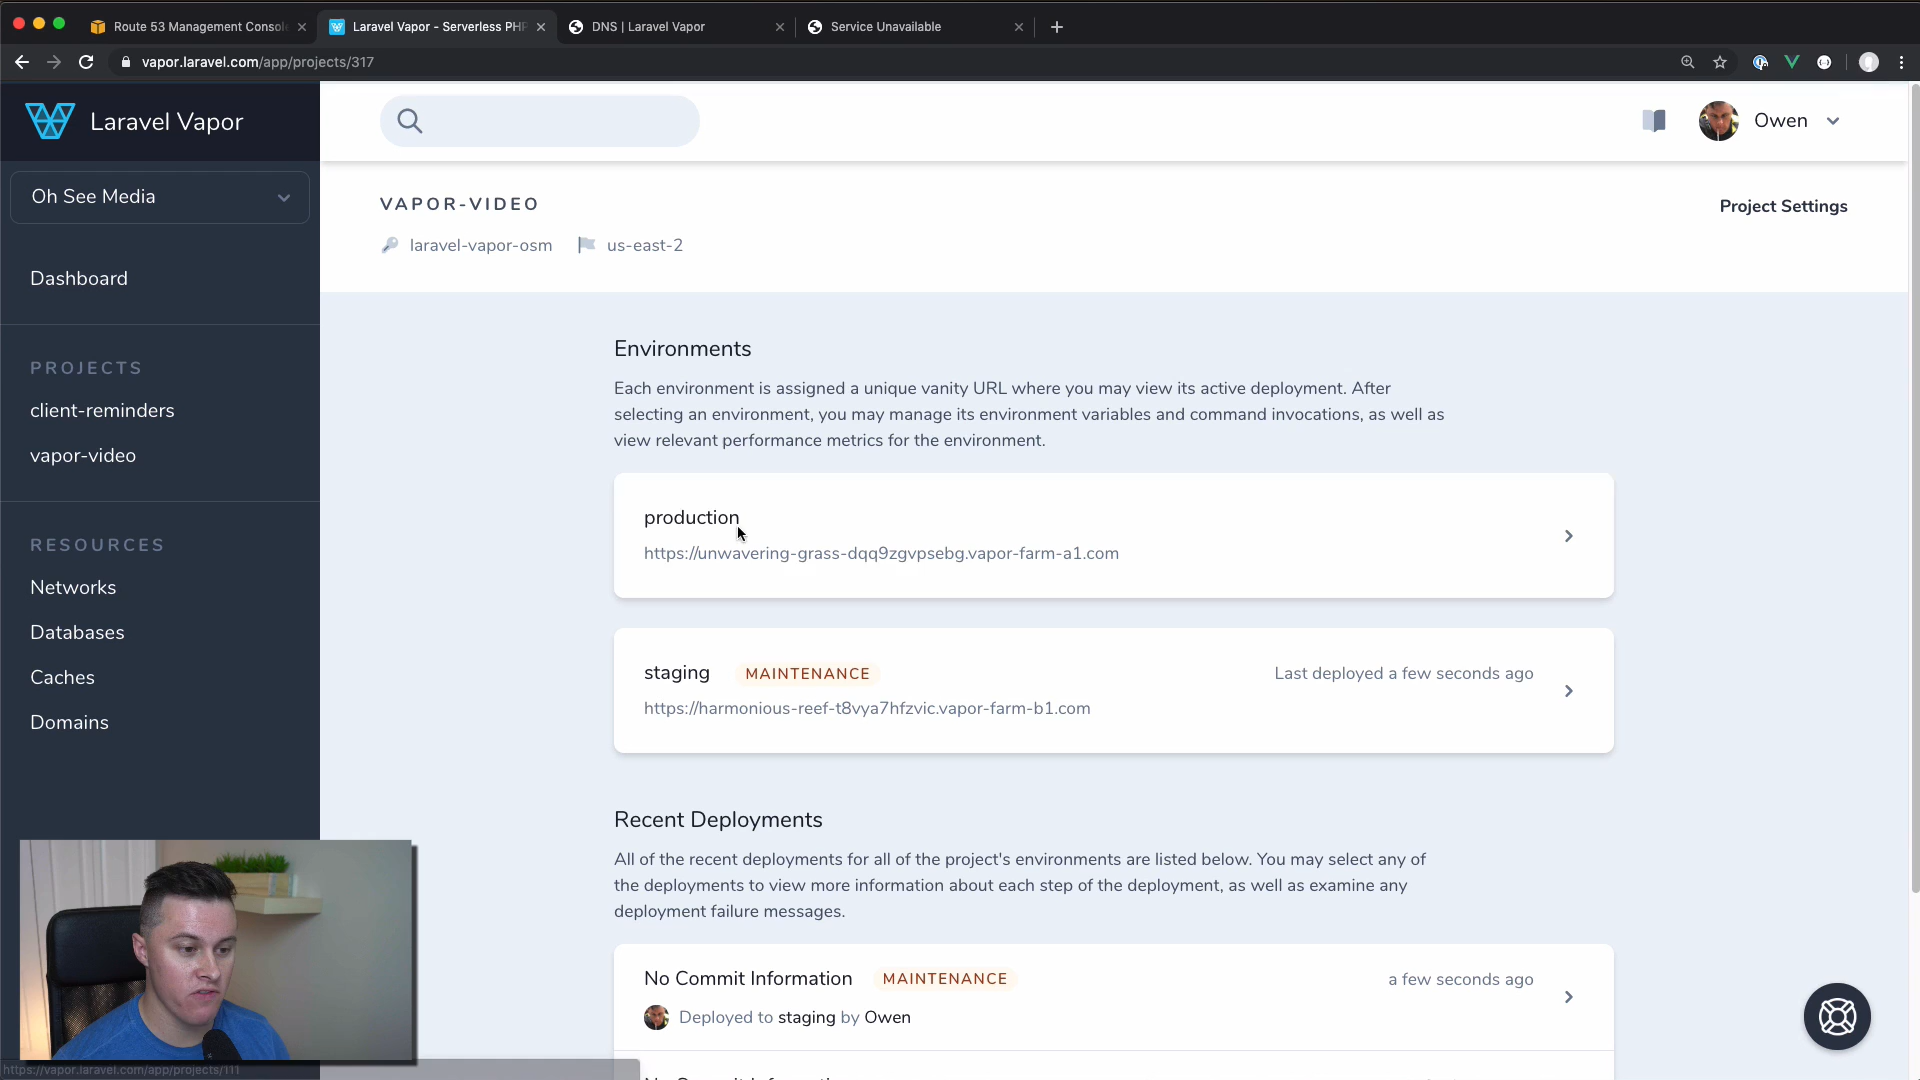 Route 53 Management Consol
Laravel Vapor - Serverless PHP
DNS | Laravel Vapor
Service Unavailable
vapor.laravel.com/app/projects/317
Laravel Vapor
Owen
Oh See Media
VAPOR-VIDEO
Project Settings
laravel-vapor-osm
us-east-2
Dashboard
PROJECTS
client-reminders
vapor-video
RESOURCES
Networks
Databases
Caches
Domains
Environments
Each environment is assigned a unique vanity URL where you may view its active deployment. After
selecting an environment, you may manage its environment variables and command invocations, as well as
view relevant performance metrics for the environment.
production
https://unwavering-grass-dqq9zgvpsebg.vapor-farm-a1.com
staging MAINTENANCE Last deployed a few seconds ago
https://harmonious-reef-t8vya7hfzvic.vapor-farm-b1.com
Recent Deployments
All of the recent deployments for all of the project's environments are listed below. You may select any of
the deployments to view more information about each step of the deployment, as well as examine any
deployment failure messages.
No Commit Information MAINTENANCE a few seconds ago
Deployed to staging by Owen
https://vapor.laravel.com/app/projects/111